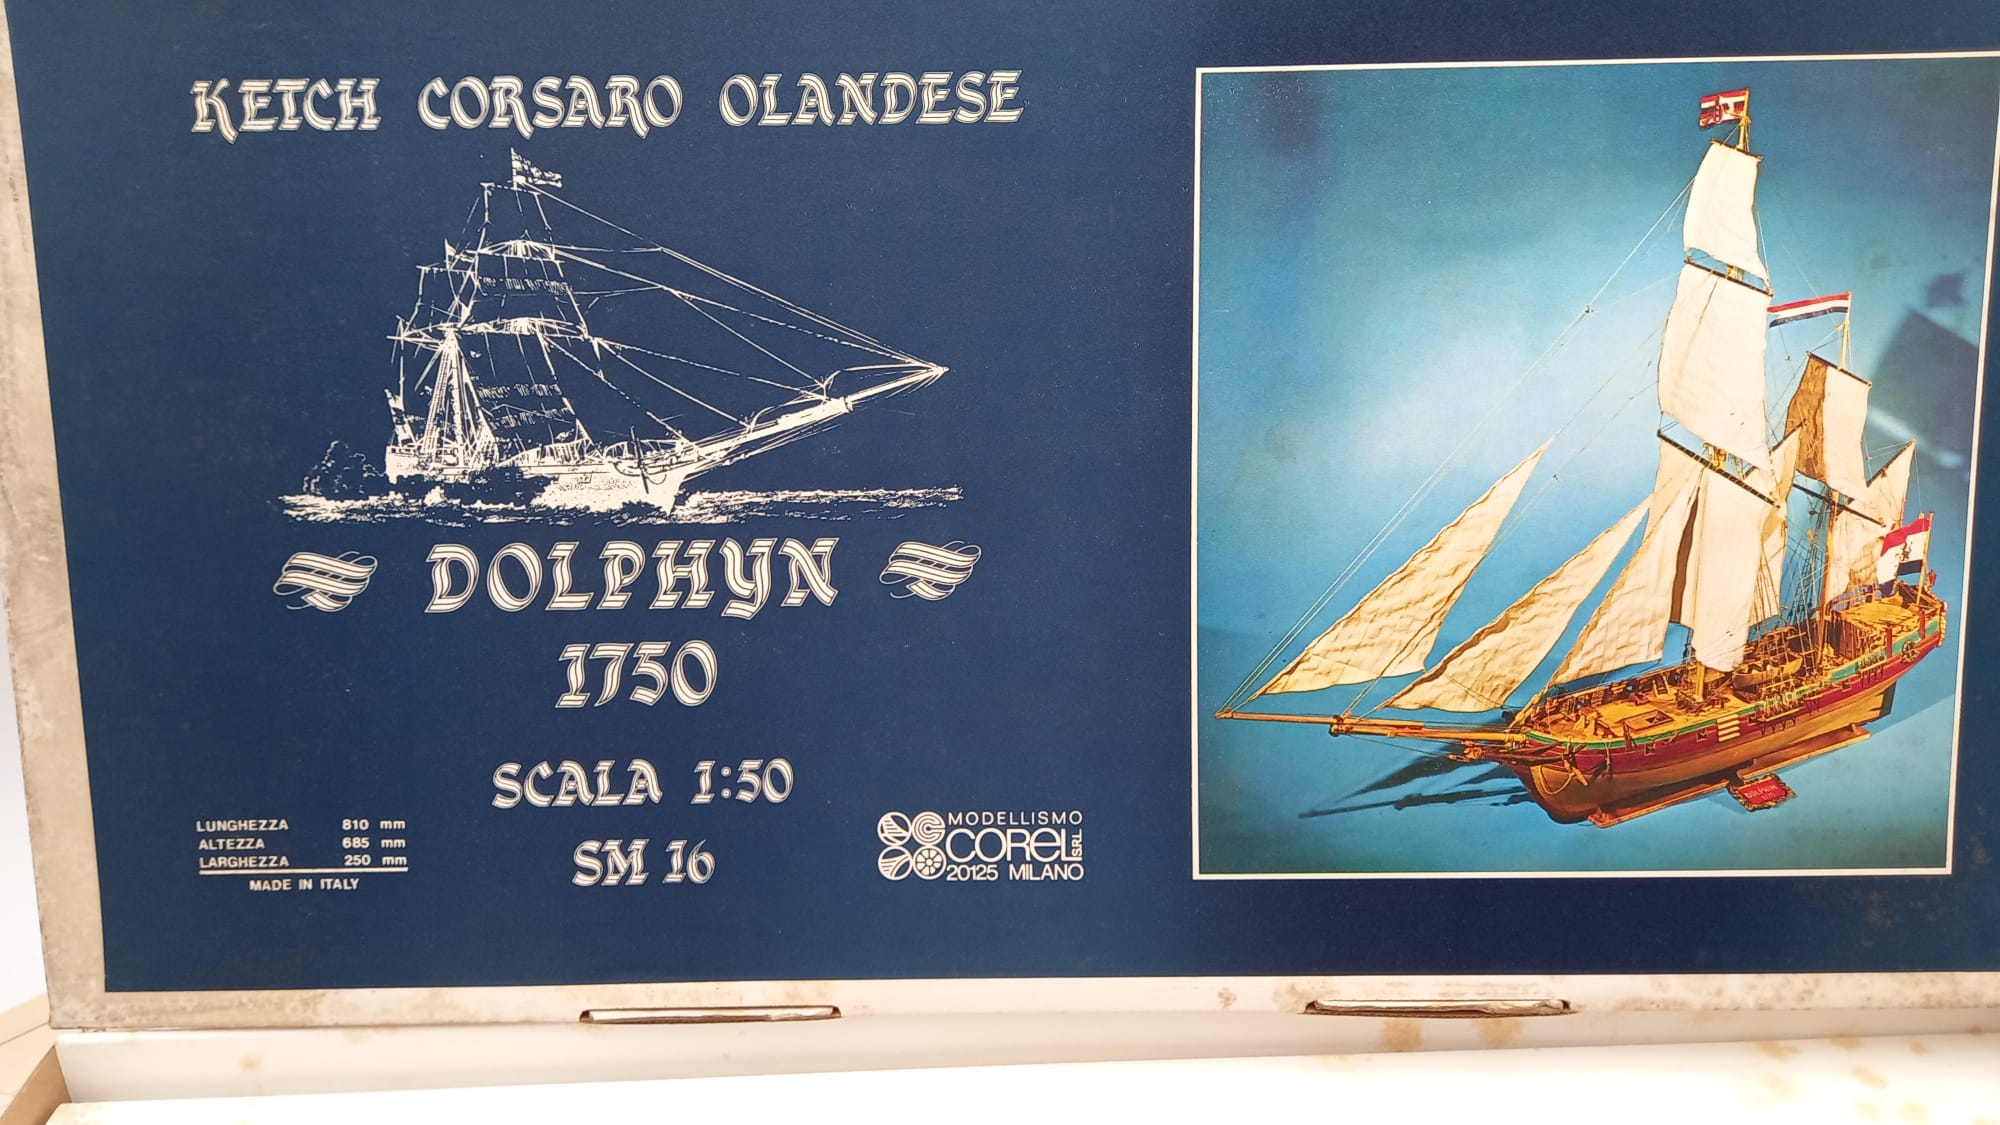 KETCH CORSARO OLANDESE
DOLPHYN
1750
SCALA 1:50
SM 16
LUNGHEZZA 810 mm
ALTEZZA 685 mm
LARGHEZZA 250 mm
MADE IN ITALY
MODELLISMO
COREL S.R.L.
20125 MILANO
DOLPHIN